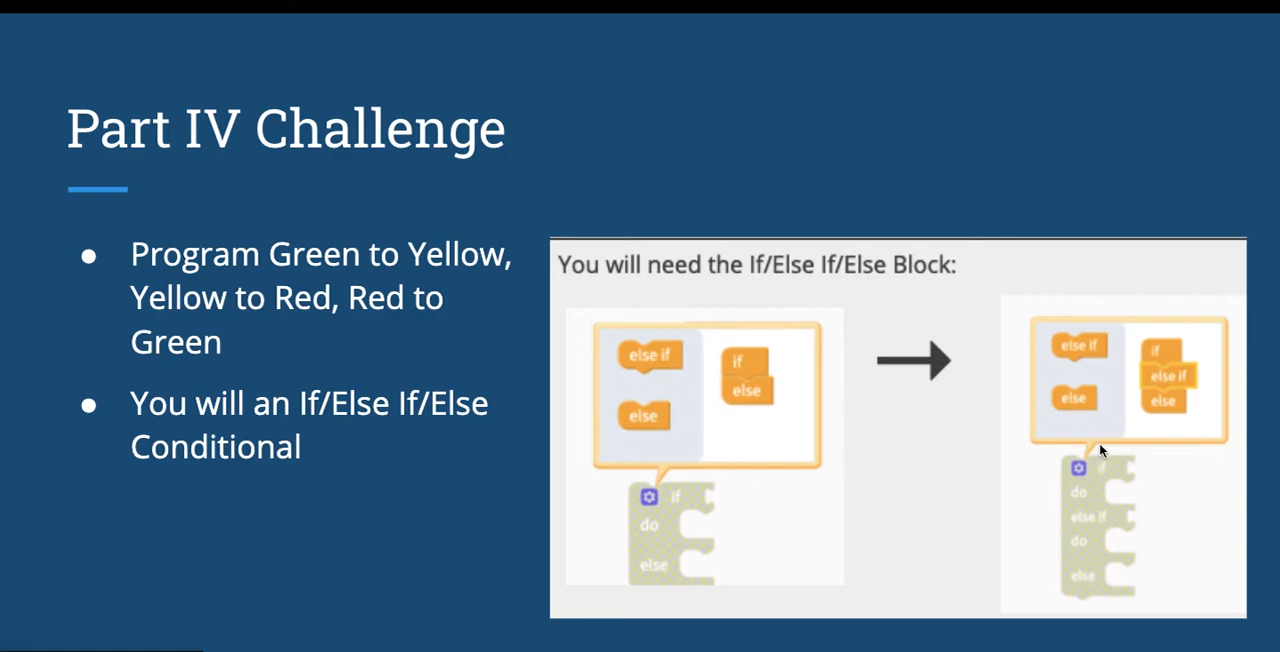 Part IV Challenge
● Program Green to Yellow,
Yellow to Red, Red to
Green
● You will an If/Else If/Else
Conditional
You will need the If/Else If/Else Block:
else if
else
if
else
if
do
else
else if
else
if
else if
else
if
do
else if
do
else